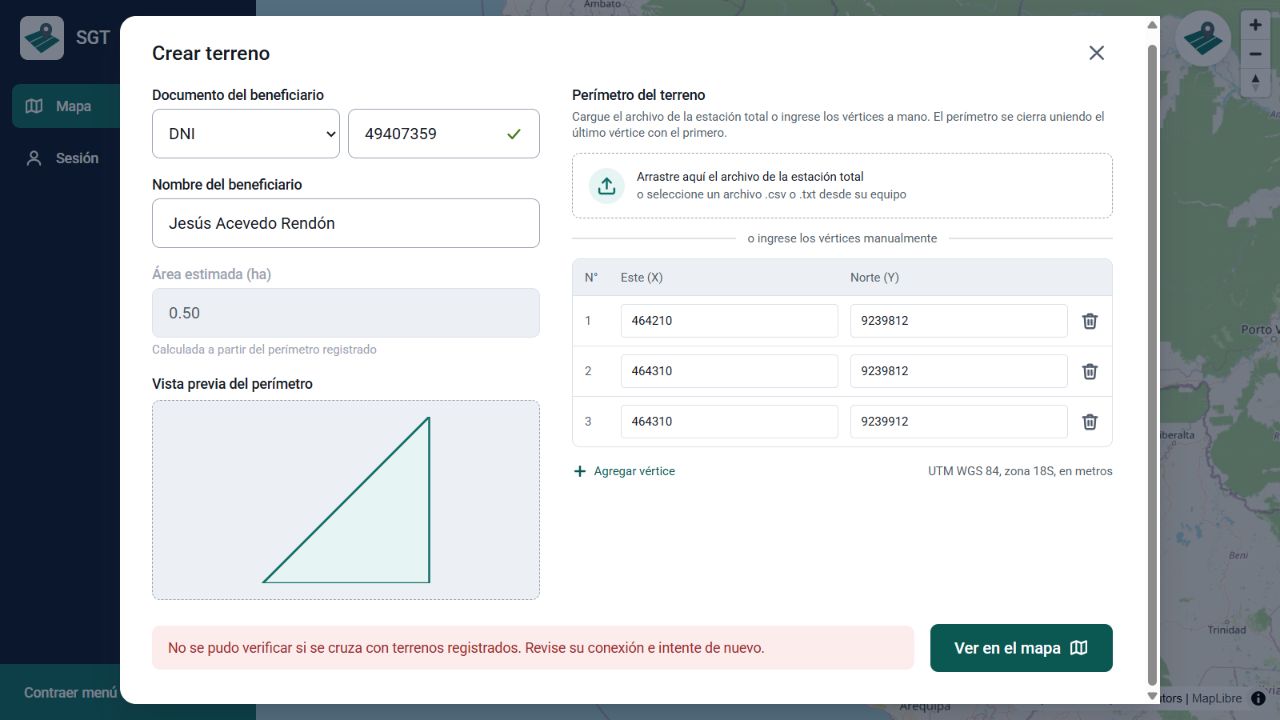 Ambato
SGT
Mapa
Sesión
Contraer menú
Crear terreno
Documento del beneficiario
DNI
49407359
Nombre del beneficiario
Jesús Acevedo Rendón
Área estimada (ha)
0.50
Calculada a partir del perímetro registrado
Vista previa del perímetro
Perímetro del terreno
Cargue el archivo de la estación total o ingrese los vértices a mano. El perímetro se cierra uniendo el
último vértice con el primero.
Arrastre aquí el archivo de la estación total
o seleccione un archivo .csv o .txt desde su equipo
o ingrese los vértices manualmente
N° Este (X) Norte (Y)
1 464210 9239812
2 464310 9239812
3 464310 9239912
Agregar vértice
UTM WGS 84, zona 18S, en metros
No se pudo verificar si se cruza con terrenos registrados. Revise su conexión e intente de nuevo.
Ver en el mapa
Porto V
iberalta
Beni
Trinidad
Arequipa
tors | MapLibre